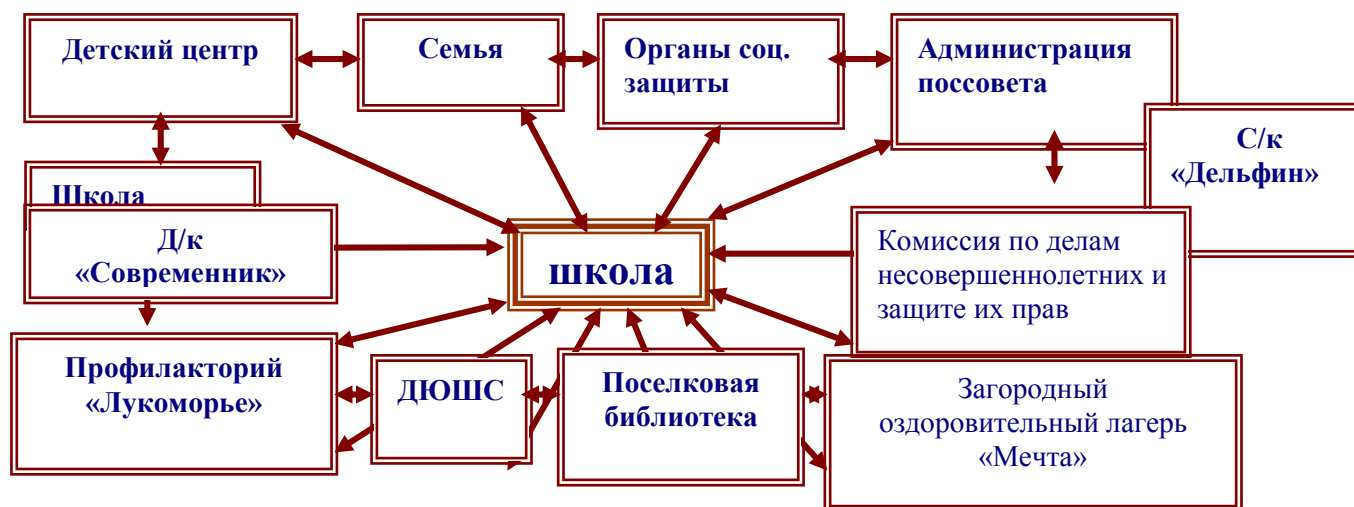 Детский центр
Семья
Органы соц.
защиты
Администрация
поссовета
С/к
«Дельфин»
Школа
Д/к
«Современник»
школа
Комиссия по делам
несовершеннолетних и
защите их прав
Профилакторий
«Лукоморье»
ДЮШС
Поселковая
библиотека
Загородный
оздоровительный лагерь
«Мечта»